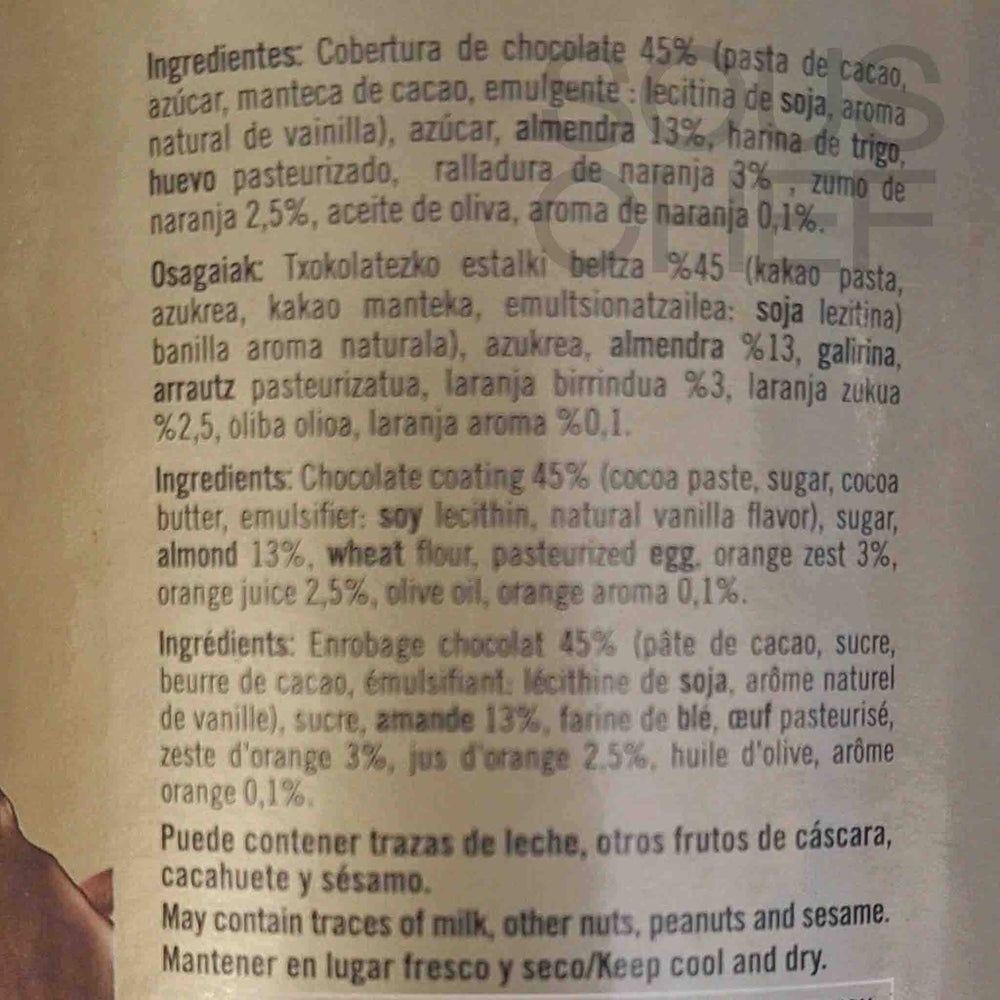 Ingredientes: Cobertura de chocolate 45% (pasta de cacao,
azúcar, manteca de cacao, emulgente : lecitina de soja, aroma
natural de vainilla), azúcar, almendra 13%, harina de trigo,
huevo pasteurizado, ralladura de naranja 3% , zumo de
naranja 2,5%, aceite de oliva, aroma de naranja 0,1%.
SOUS
CHEF
Osagaiak: Txokolatezko estalki beltza %45 (kakao pasta,
azukrea, kakao manteka, emultsionatzailea: soja lezitina)
banilla aroma naturala), azukrea, almendra %13, galirina,
arrautz pasteurizatua, laranja birrindua %3, laranja zukua
%2,5, oliba olioa, laranja aroma %0,1.
Ingredients: Chocolate coating 45% (cocoa paste, sugar, cocoa
butter, emulsifier: soy lecithin, natural vanilla flavor), sugar,
almond 13%, wheat flour, pasteurized egg, orange zest 3%,
orange juice 2,5%, olive oil, orange aroma 0,1%.
Ingrédients: Enrobage chocolat 45% (pâte de cacao, sucre,
beurre de cacao, émulsifiant: lécithine de soja, arôme naturel
de vanille), sucre, amande 13%, farine de blé, œuf pasteurisé,
zeste d'orange 3%, jus d'orange 2,5%, huile d'olive, arôme
orange 0,1%.
Puede contener trazas de leche, otros frutos de cáscara,
cacahuete y sésamo.
May contain traces of milk, other nuts, peanuts and sesame.
Mantener en lugar fresco y seco/Keep cool and dry.